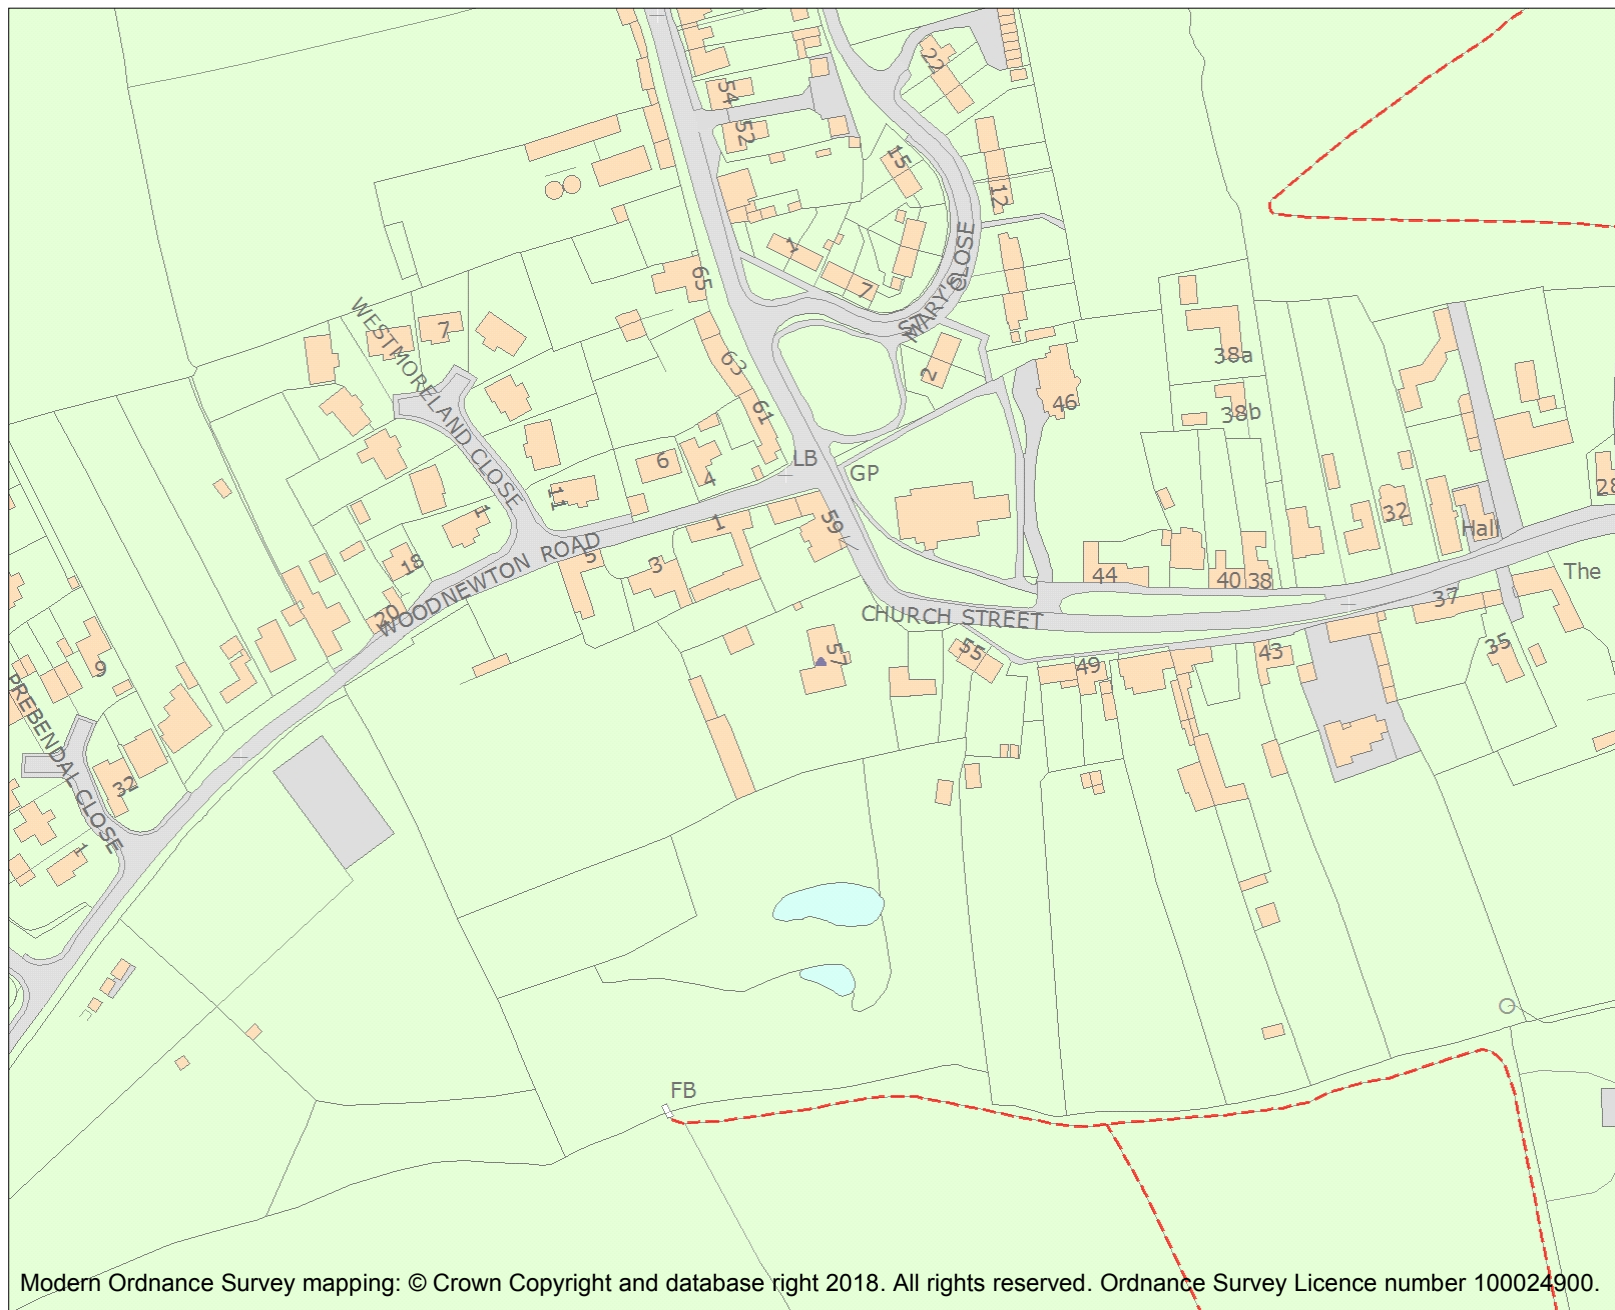 22
54
52
15
12
1
7
65
ST MARY'S CLOSE
WESTMORELAND CLOSE
7
63
2
38a
46
38b
61
LB
GP
6
4
11
1
59
1
32
28
Hall
WOODNEWTON ROAD
5
3
18
44
40
38
The
20
CHURCH STREET
37
9
57
55
49
43
35
PREBENDAL CLOSE
32
1
FB
Modern Ordnance Survey mapping: © Crown Copyright and database right 2018. All rights reserved. Ordnance Survey Licence number 100024900.